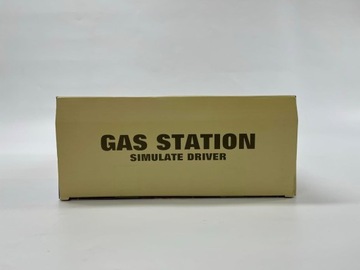 GAS STATION
SIMULATE DRIVER